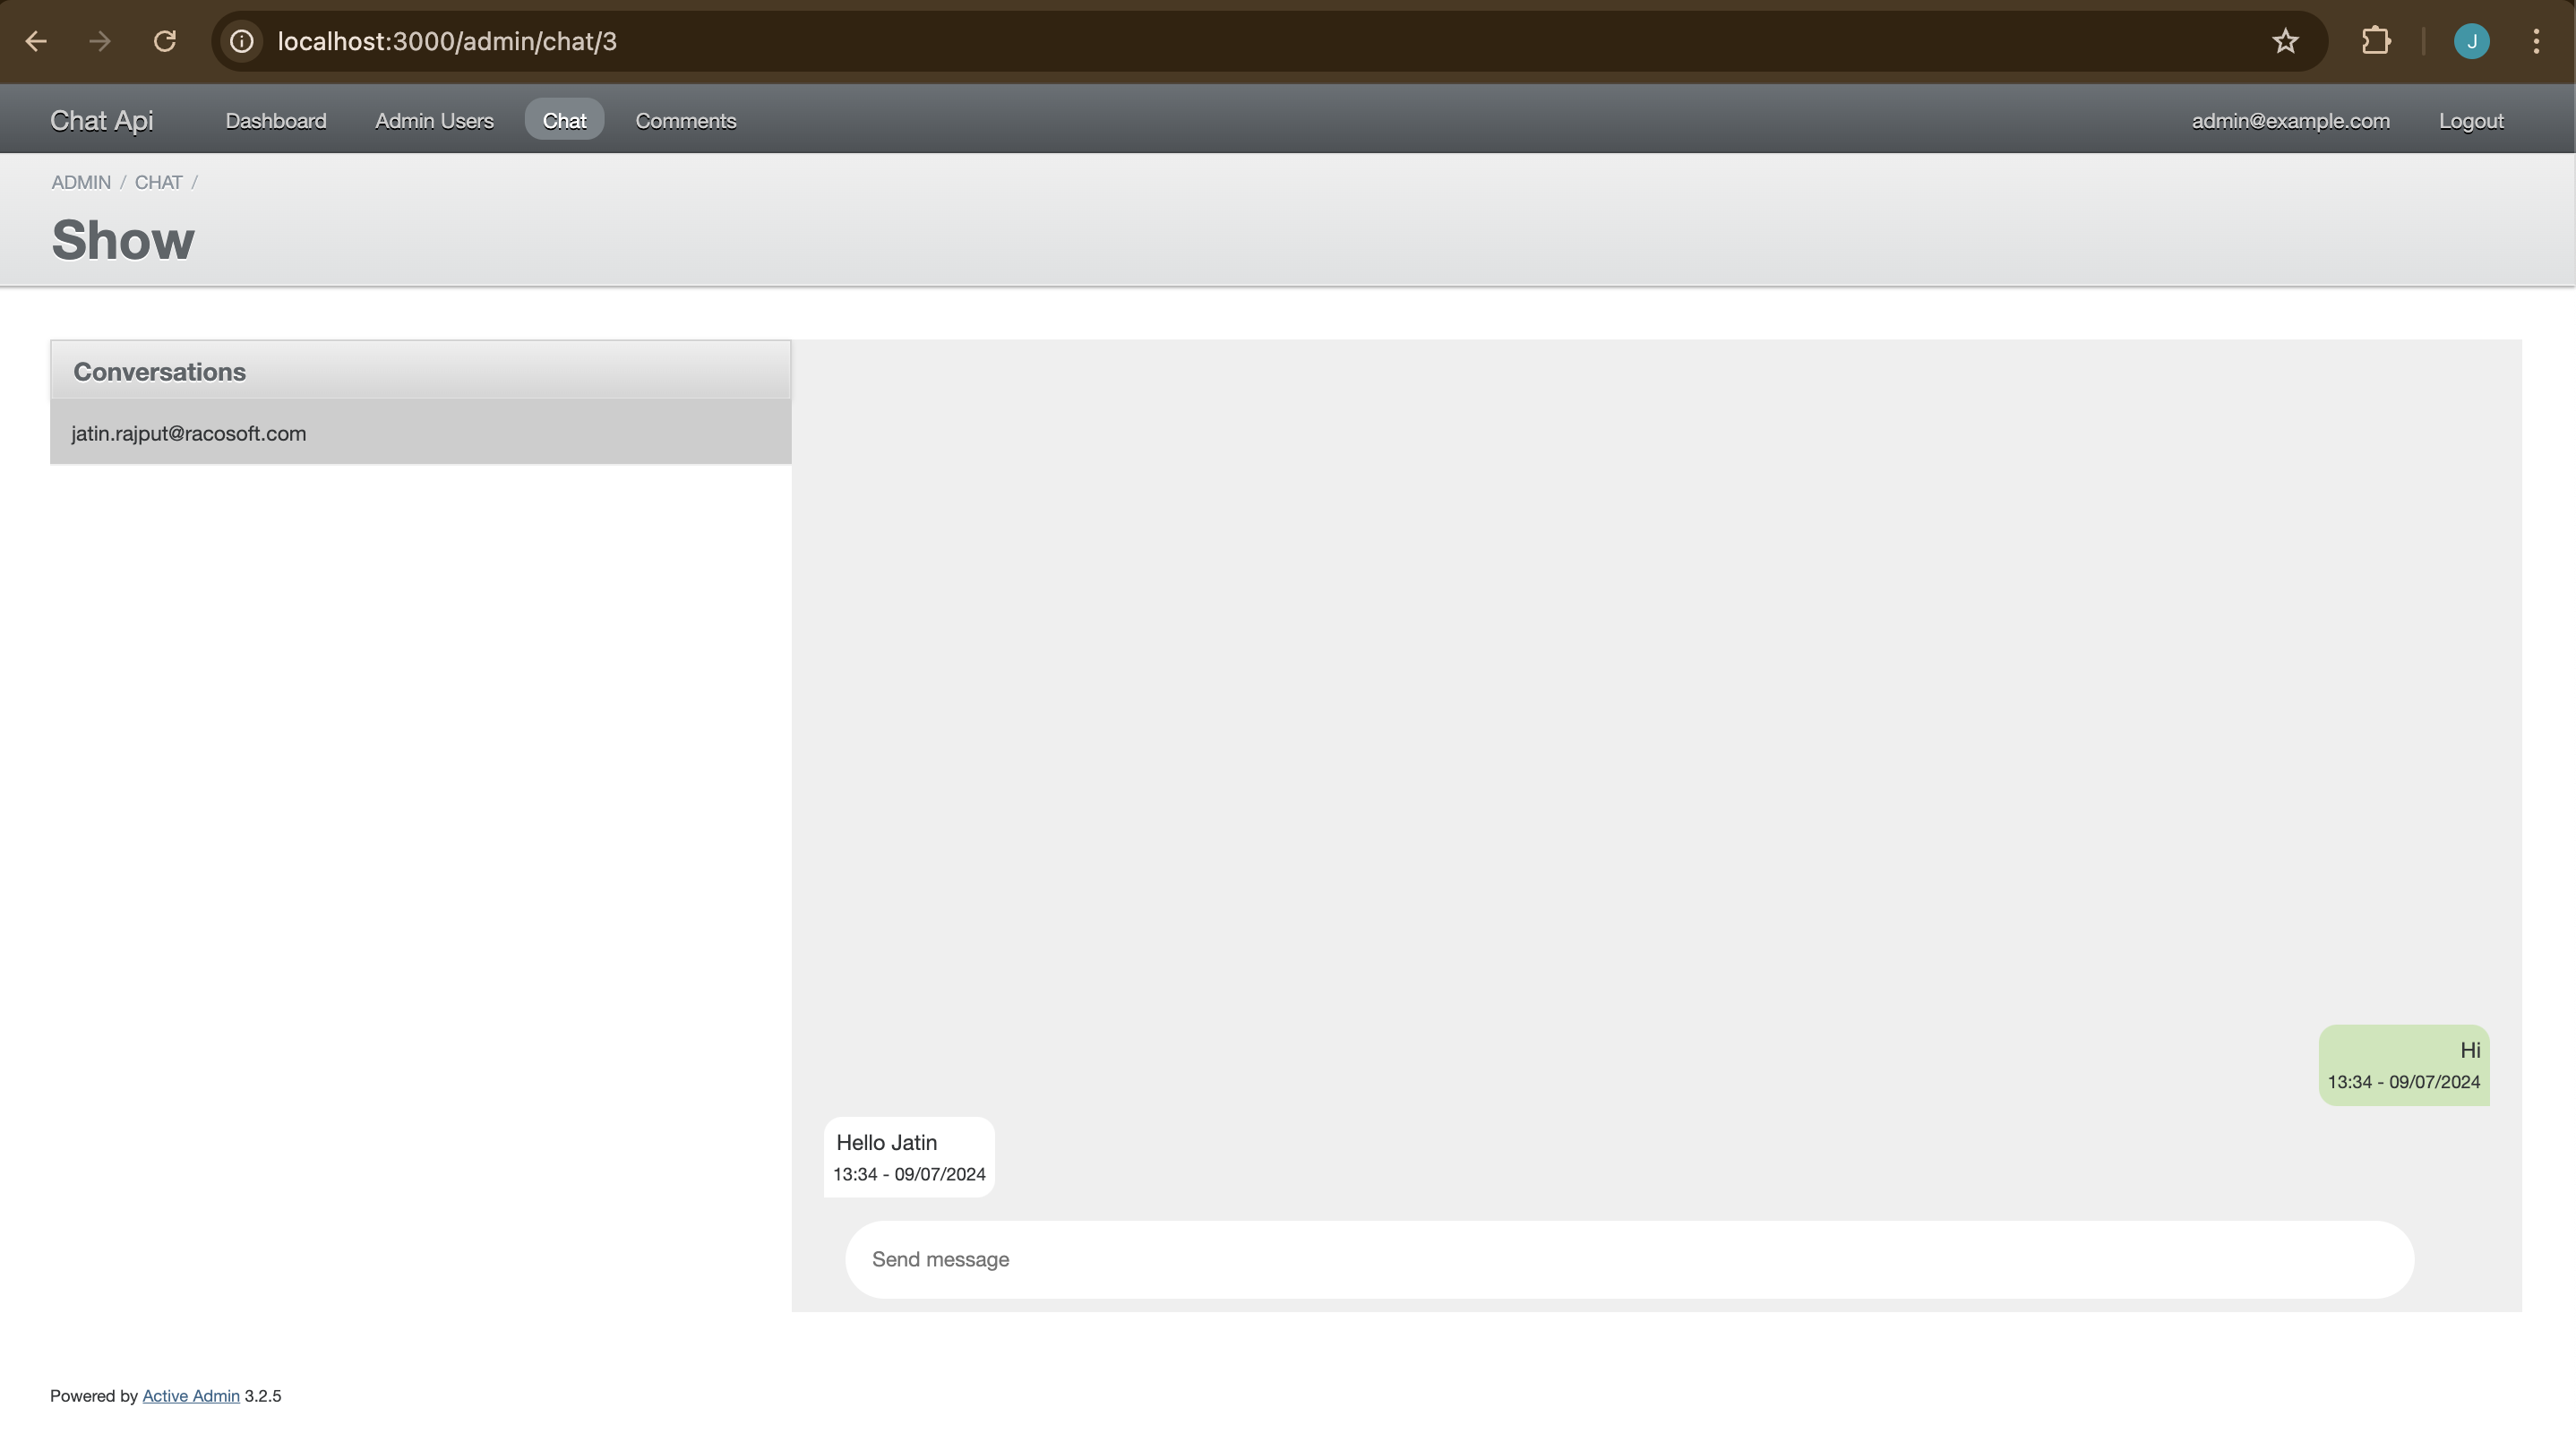 localhost:3000/admin/chat/3
J
Chat Api Dashboard Admin Users Chat Comments admin@example.com Logout
ADMIN / CHAT /
Show
Conversations
jatin.rajput@racosoft.com
Hi
13:34 - 09/07/2024
Hello Jatin
13:34 - 09/07/2024
Send message
Powered by Active Admin 3.2.5